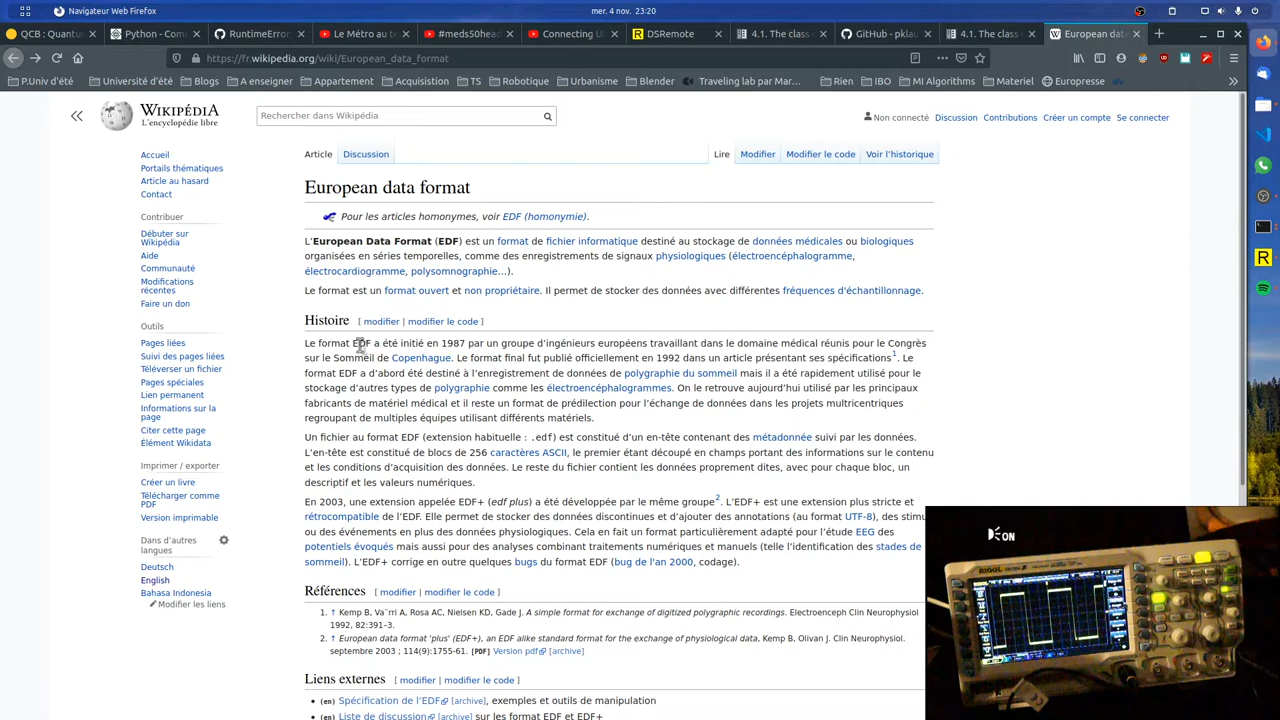 Navigateur Web Firefox
mer. 4 nov. 23:20
QCB : Quantum
Python - Comm
RuntimeError
Le Métro au t
#meds50head
Connecting U
DSRemote
4.1. The classe
GitHub - pklau
4.1. The classe
European data
https://fr.wikipedia.org/wiki/European_data_format
P.Univ d'été
Université d'été
Blogs
A enseigner
Appartement
Acquisistion
TS
Robotique
Urbanisme
Blender
Traveling lab par Mar...
Rien
IBO
MI Algorithms
Materiel
Europresse
WIKIPÉDIA
L'encyclopédie libre
Rechercher dans Wikipédia
Non connecté Discussion Contributions Créer un compte Se connecter
Article Discussion
Lire Modifier Modifier le code Voir l'historique
Accueil
Portails thématiques
Article au hasard
Contact
Contribuer
Débuter sur
Wikipédia
Aide
Communauté
Modifications
récentes
Faire un don
Outils
Pages liées
Suivi des pages liées
Téléverser un fichier
Pages spéciales
Lien permanent
Informations sur la
page
Citer cette page
Élément Wikidata
Imprimer / exporter
Créer un livre
Télécharger comme
PDF
Version imprimable
Dans d'autres
langues
Deutsch
English
Bahasa Indonesia
Modifier les liens
European data format
Pour les articles homonymes, voir EDF (homonymie).
L'European Data Format (EDF) est un format de fichier informatique destiné au stockage de données médicales ou biologiques
organisées en séries temporelles, comme des enregistrements de signaux physiologiques (électroencéphalogramme,
électrocardiogramme, polysomnographie…).
Le format est un format ouvert et non propriétaire. Il permet de stocker des données avec différentes fréquences d'échantillonnage.
Histoire [ modifier | modifier le code ]
Le format EDF a été initié en 1987 par un groupe d'ingénieurs européens travaillant dans le domaine médical réunis pour le Congrès
sur le Sommeil de Copenhague. Le format final fut publié officiellement en 1992 dans un article présentant ses spécifications1. Le
format EDF a d'abord été destiné à l'enregistrement de données de polygraphie du sommeil mais il a été rapidement utilisé pour le
stockage d'autres types de polygraphie comme les électroencéphalogrammes. On le retrouve aujourd'hui utilisé par les principaux
fabricants de matériel médical et il reste un format de prédilection pour l'échange de données dans les projets multicentriques
regroupant de multiples équipes utilisant différents matériels.
Un fichier au format EDF (extension habituelle : .edf) est constitué d'un en-tête contenant des métadonnée suivi par les données.
L'en-tête est constitué de blocs de 256 caractères ASCII, le premier étant découpé en champs portant des informations sur le contenu
et les conditions d'acquisition des données. Le reste du fichier contient les données proprement dites, avec pour chaque bloc, un
descriptif et les valeurs numériques.
En 2003, une extension appelée EDF+ (edf plus) a été développée par le même groupe2. L'EDF+ est une extension plus stricte et
rétrocompatible de l'EDF. Elle permet de stocker des données discontinues et d'ajouter des annotations (au format UTF-8), des stimu
ou des événements en plus des données physiologiques. Cela en fait un format particulièrement adapté pour l'étude EEG des
potentiels évoqués mais aussi pour des analyses combinant traitements numériques et manuels (telle l'identification des stades de
sommeil). L'EDF+ corrige en outre quelques bugs du format EDF (bug de l'an 2000, codage).
Références [ modifier | modifier le code ]
1. ↑ Kemp B, Va¨rri A, Rosa AC, Nielsen KD, Gade J. A simple format for exchange of digitized polygraphic recordings. Electroenceph Clin Neurophysiol
1992, 82:391–3.
2. ↑ European data format 'plus' (EDF+), an EDF alike standard format for the exchange of physiological data, Kemp B, Olivan J. Clin Neurophysiol.
septembre 2003 ; 114(9):1755-61. [PDF] Version pdf [archive]
Liens externes [ modifier | modifier le code ]
(en) Spécification de l'EDF [archive], exemples et outils de manipulation
(en) Liste de discussion [archive] sur les format EDF et EDF+
ON
RIGOL